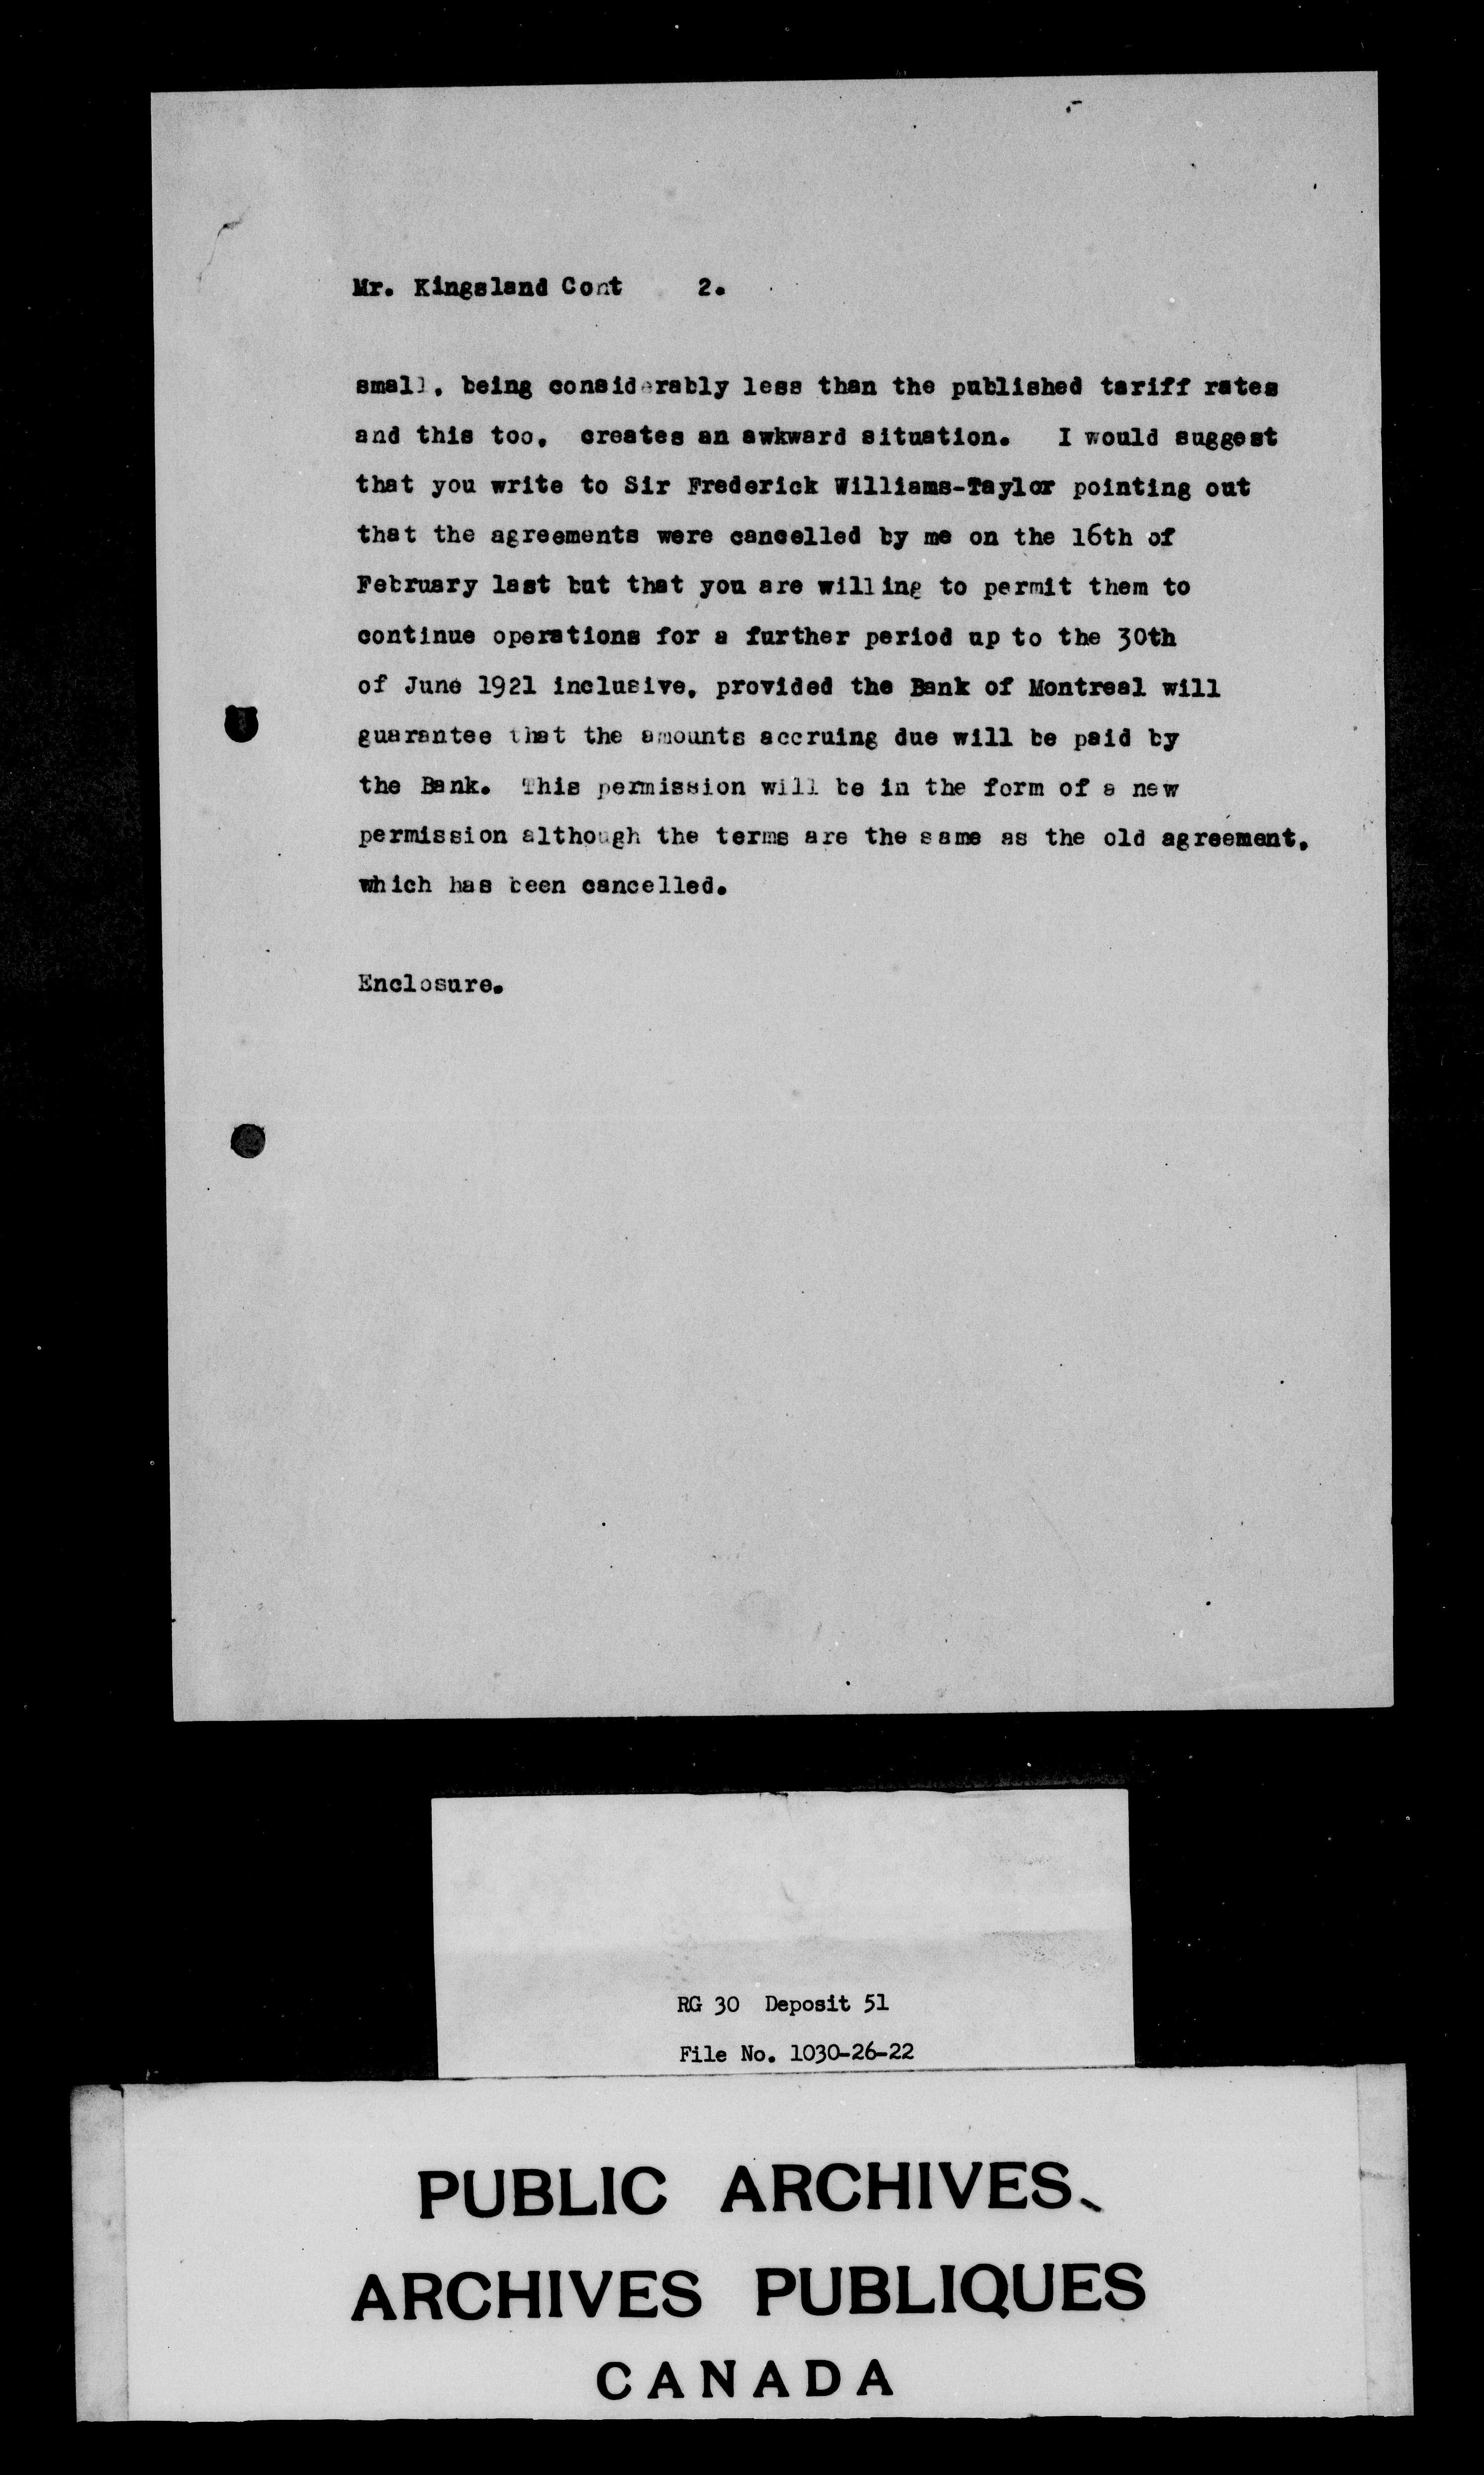 Mr. Kingsland Cont 2.
small, being considerably less than the published tariff rates
and this too, creates an awkward situation. I would suggest
that you write to Sir Frederick Williams-Taylor pointing out
that the agreements were cancelled by me on the 16th of
February last but that you are willing to permit them to
continue operations for a further period up to the 30th
of June 1921 inclusive, provided the Bank of Montreal will
guarantee that the amounts accruing due will be paid by
the Bank. This permission will be in the form of a new
permission although the terms are the same as the old agreement,
which has been cancelled.
Enclosure.
RG 30 Deposit 51
File No. 1030-26-22
PUBLIC ARCHIVES
ARCHIVES PUBLIQUES
CANADA